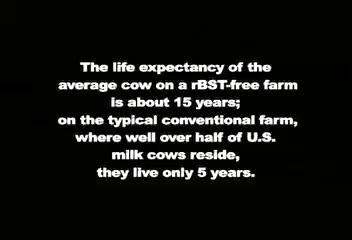 The life expectancy of the
average cow on a rBST-free farm
is about 15 years;
on the typical conventional farm,
where well over half of U.S.
milk cows reside,
they live only 5 years.